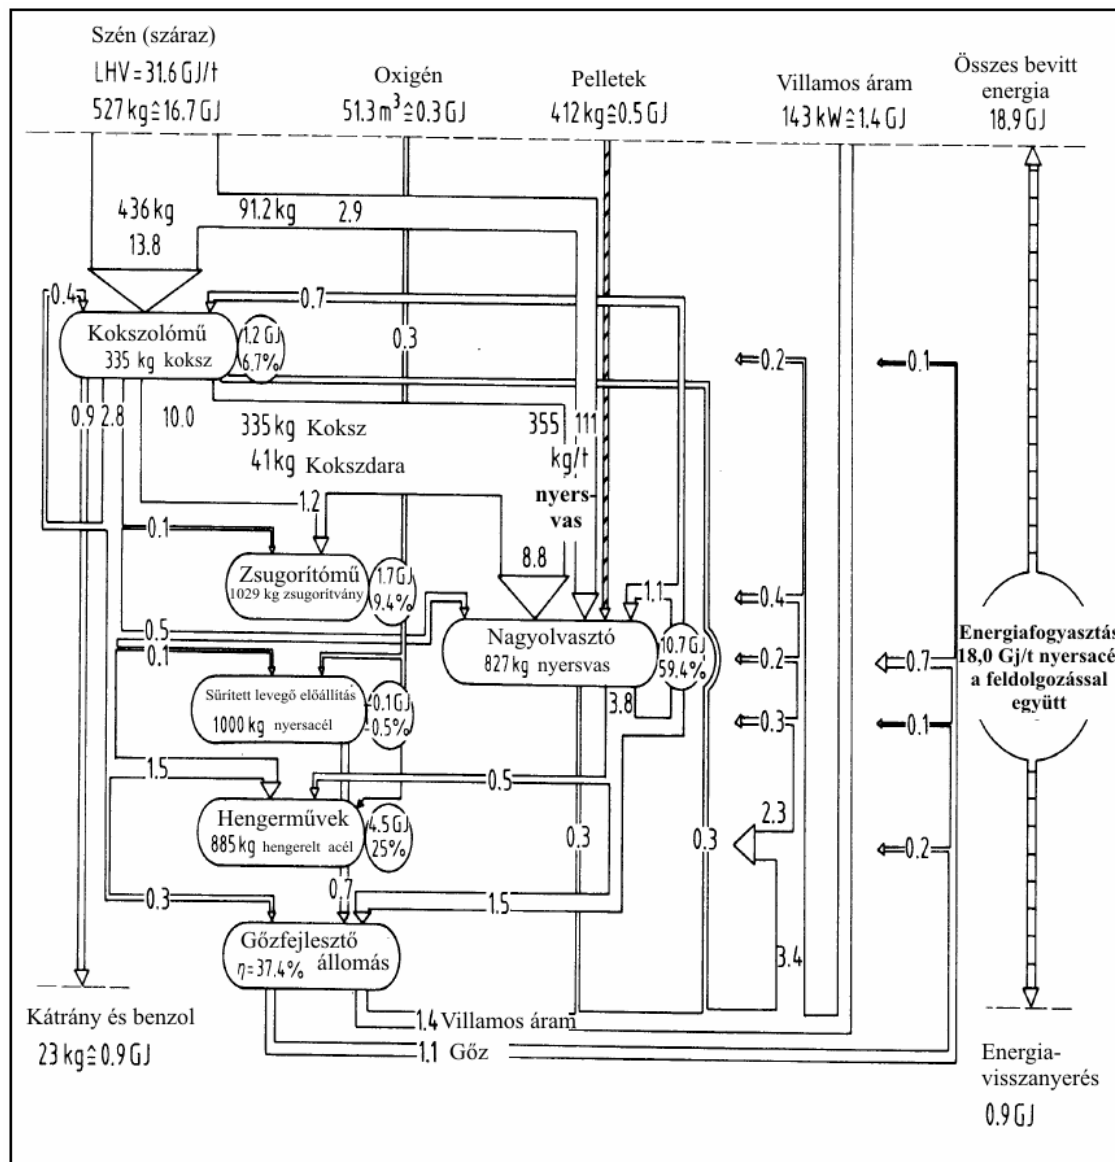 Szén (száraz)
LHV = 31.6 GJ/t
527 kg ≙ 16.7 GJ
Oxigén
51.3 m³ ≙ 0.3 GJ
Pelletek
412 kg ≙ 0.5 GJ
Villamos áram
143 kW ≙ 1.4 GJ
Összes bevitt
energia
18.9 GJ
436 kg
13.8
91.2 kg
2.9
0.4
0.7
0.3
Kokszolómű
335 kg koksz
1.2 GJ
6.7%
0.2
0.1
0.9
2.8
10.0
335 kg Koksz
41 kg Kokszdara
355
111
kg/t
nyers-
vas
1.2
0.1
8.8
Zsugorítómű
1029 kg zsugorítvány
1.7 GJ
9.4%
1.1
0.4
0.5
Nagyolvasztó
827 kg nyersvas
10.7 GJ
59.4%
0.2
0.7
Energiafogyasztás
18,0 Gj/t nyersacé
a feldolgozással
együtt
0.1
Sűrített levegő előállítás
1000 kg nyersacél
-0.1 GJ
-0.5%
3.8
0.3
0.1
1.5
0.5
Hengerművek
885 kg hengerelt acél
4.5 GJ
25%
0.3
0.3
2.3
0.2
0.3
0.7
1.5
Gőzfejlesztő
állomás
η = 37.4%
3.4
1.4 Villamos áram
1.1 Gőz
Kátrány és benzol
23 kg ≙ 0.9 GJ
Energia-
visszanyerés
0.9 GJ